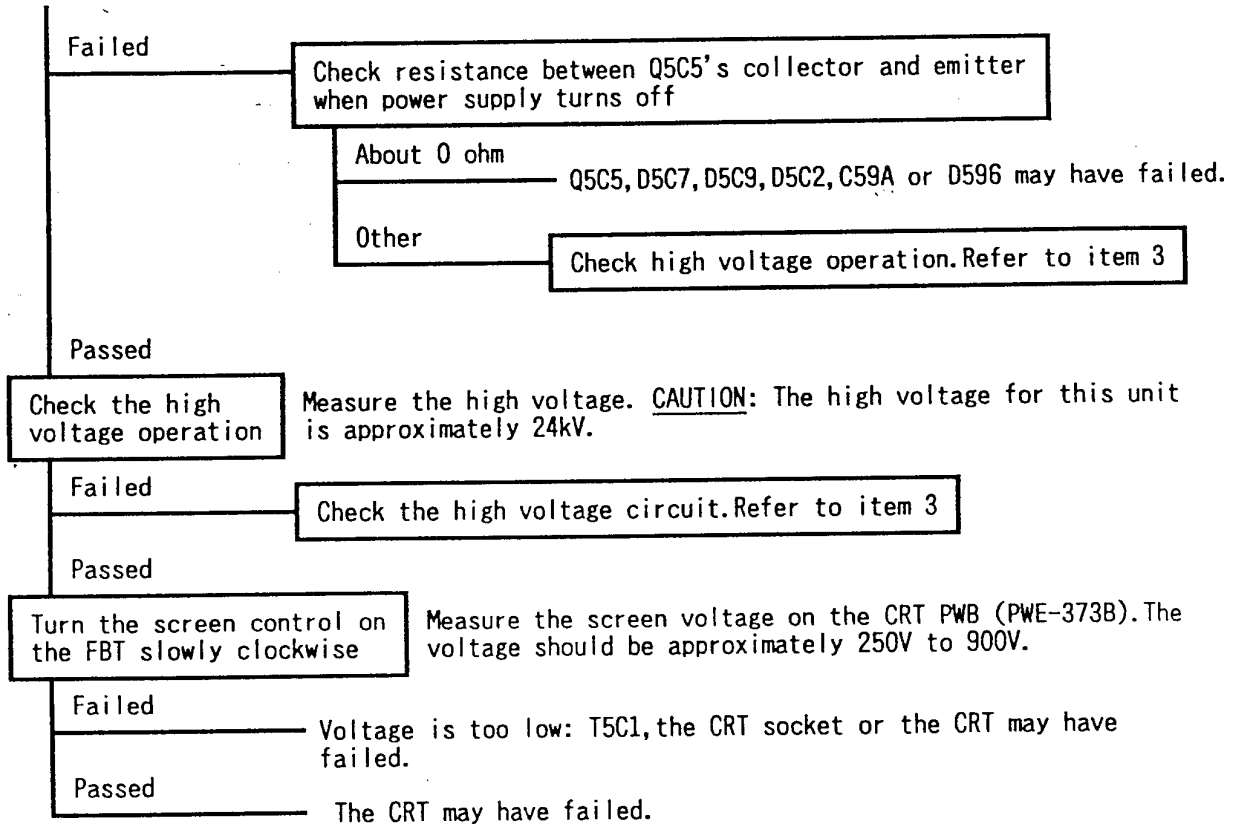 Failed
Check resistance between Q5C5's collector and emitter
when power supply turns off
About 0 ohm
Q5C5,D5C7,D5C9,D5C2,C59A or D596 may have failed.
Other
Check high voltage operation.Refer to item 3
Passed
Check the high
voltage operation
Measure the high voltage. CAUTION: The high voltage for this unit
is approximately 24kV.
Failed
Check the high voltage circuit.Refer to item 3
Passed
Turn the screen control on
the FBT slowly clockwise
Measure the screen voltage on the CRT PWB (PWE-373B).The
voltage should be approximately 250V to 900V.
Failed
Voltage is too low: T5C1,the CRT socket or the CRT may have
failed.
Passed
The CRT may have failed.